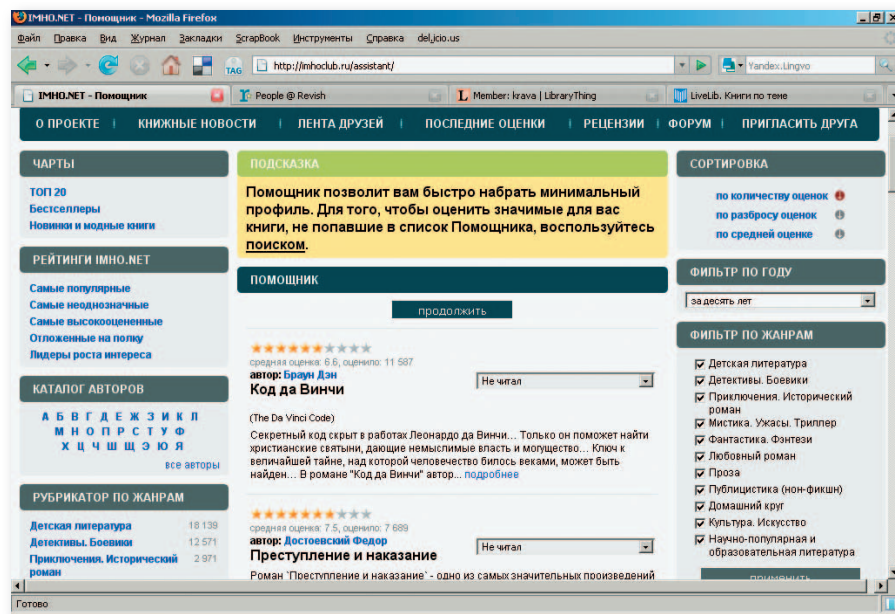 IMHO.NET - Помощник - Mozilla Firefox
Файл Правка Вид Журнал Закладки ScrapBook Инструменты Справка del.icio.us
TAG http://imhoclub.ru/assistant/ Yandex.Lingvo
IMHO.NET - Помощник People @ Revish Member: krava | LibraryThing LiveLib. Книги по теме
О ПРОЕКТЕ | КНИЖНЫЕ НОВОСТИ | ЛЕНТА ДРУЗЕЙ | ПОСЛЕДНИЕ ОЦЕНКИ | РЕЦЕНЗИИ | ФОРУМ | ПРИГЛАСИТЬ ДРУГА
ЧАРТЫ
ТОП 20
Бестселлеры
Новинки и модные книги
РЕЙТИНГИ IMHO.NET
Самые популярные
Самые неоднозначные
Самые высокооцененные
Отложенные на полку
Лидеры роста интереса
КАТАЛОГ АВТОРОВ
А Б В Г Д Е Ж З И К Л
М Н О П Р С Т У Ф
Х Ц Ч Ш Щ Э Ю Я
все авторы
РУБРИКАТОР ПО ЖАНРАМ
Детская литература 18 139
Детективы. Боевики 12 571
Приключения. Исторический 2 971
роман
ПОДСКАЗКА
Помощник позволит вам быстро набрать минимальный
профиль. Для того, чтобы оценить значимые для вас
книги, не попавшие в список Помощника, воспользуйтесь
поиском.
ПОМОЩНИК
продолжить
средняя оценка: 6.6, оценило: 11 587
автор: Браун Дэн
Не читал
Код да Винчи
(The Da Vinci Code)
Секретный код скрыт в работах Леонардо да Винчи... Только он поможет найти
христианские святыни, дающие немыслимые власть и могущество... Ключ к
величайшей тайне, над которой человечество билось веками, может быть
найден... В романе "Код да Винчи" автор... подробнее
средняя оценка: 7.5, оценило: 7 689
автор: Достоевский Федор
Не читал
Преступление и наказание
Роман `Преступление и наказание` - одно из самых значительных произведений
СОРТИРОВКА
по количеству оценок
по разбросу оценок
по средней оценке
ФИЛЬТР ПО ГОДУ
за десять лет
ФИЛЬТР ПО ЖАНРАМ
Детская литература
Детективы. Боевики
Приключения. Исторический
роман
Мистика. Ужасы. Триллер
Фантастика. Фэнтези
Любовный роман
Проза
Публицистика (нон-фикшн)
Домашний круг
Культура. Искусство
Научно-популярная и
образовательная литература
применить
Готово